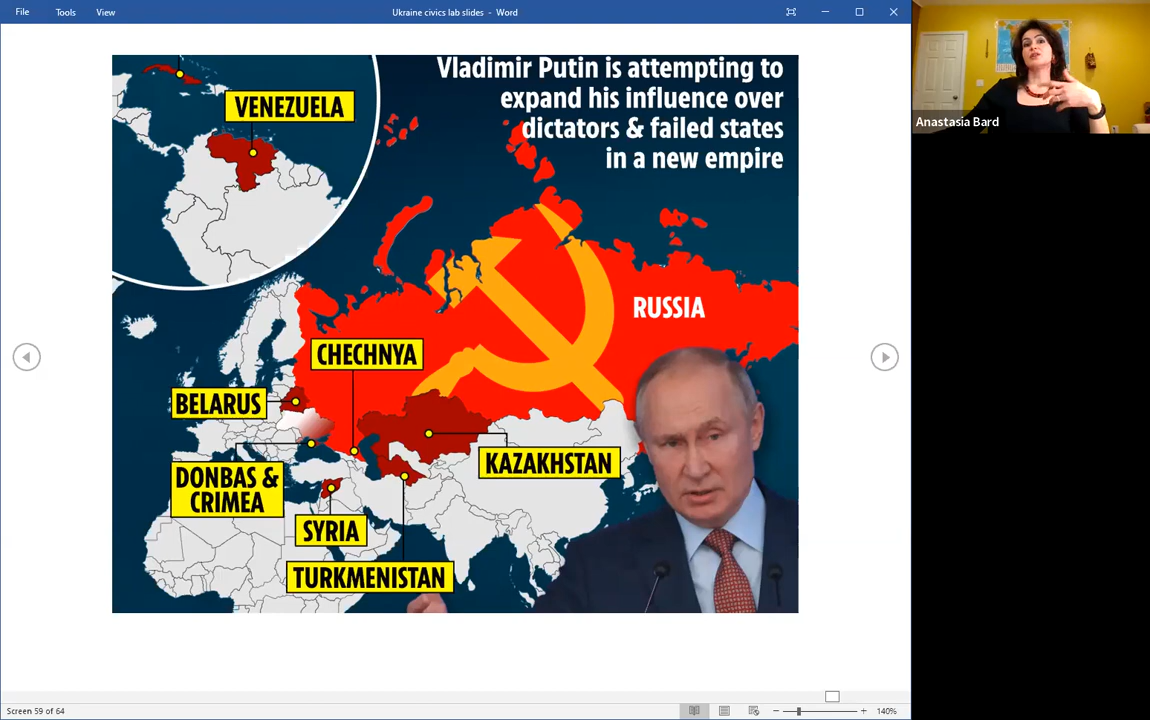 File
Tools
View
Ukraine civics lab slides - Word
Vladimir Putin is attempting to
expand his influence over
dictators & failed states
in a new empire
VENEZUELA
RUSSIA
CHECHNYA
BELARUS
KAZAKHSTAN
DONBAS &
CRIMEA
SYRIA
TURKMENISTAN
Anastasia Bard
Screen 59 of 64
140%